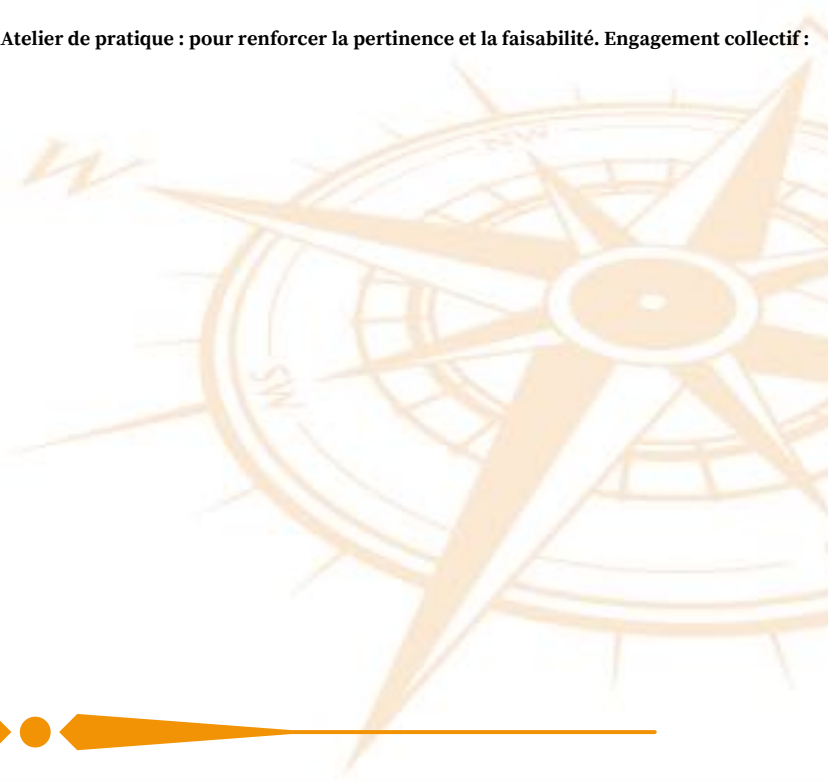 Atelier de pratique : pour renforcer la pertinence et la faisabilité. Engagement collectif :
W
NW
SW